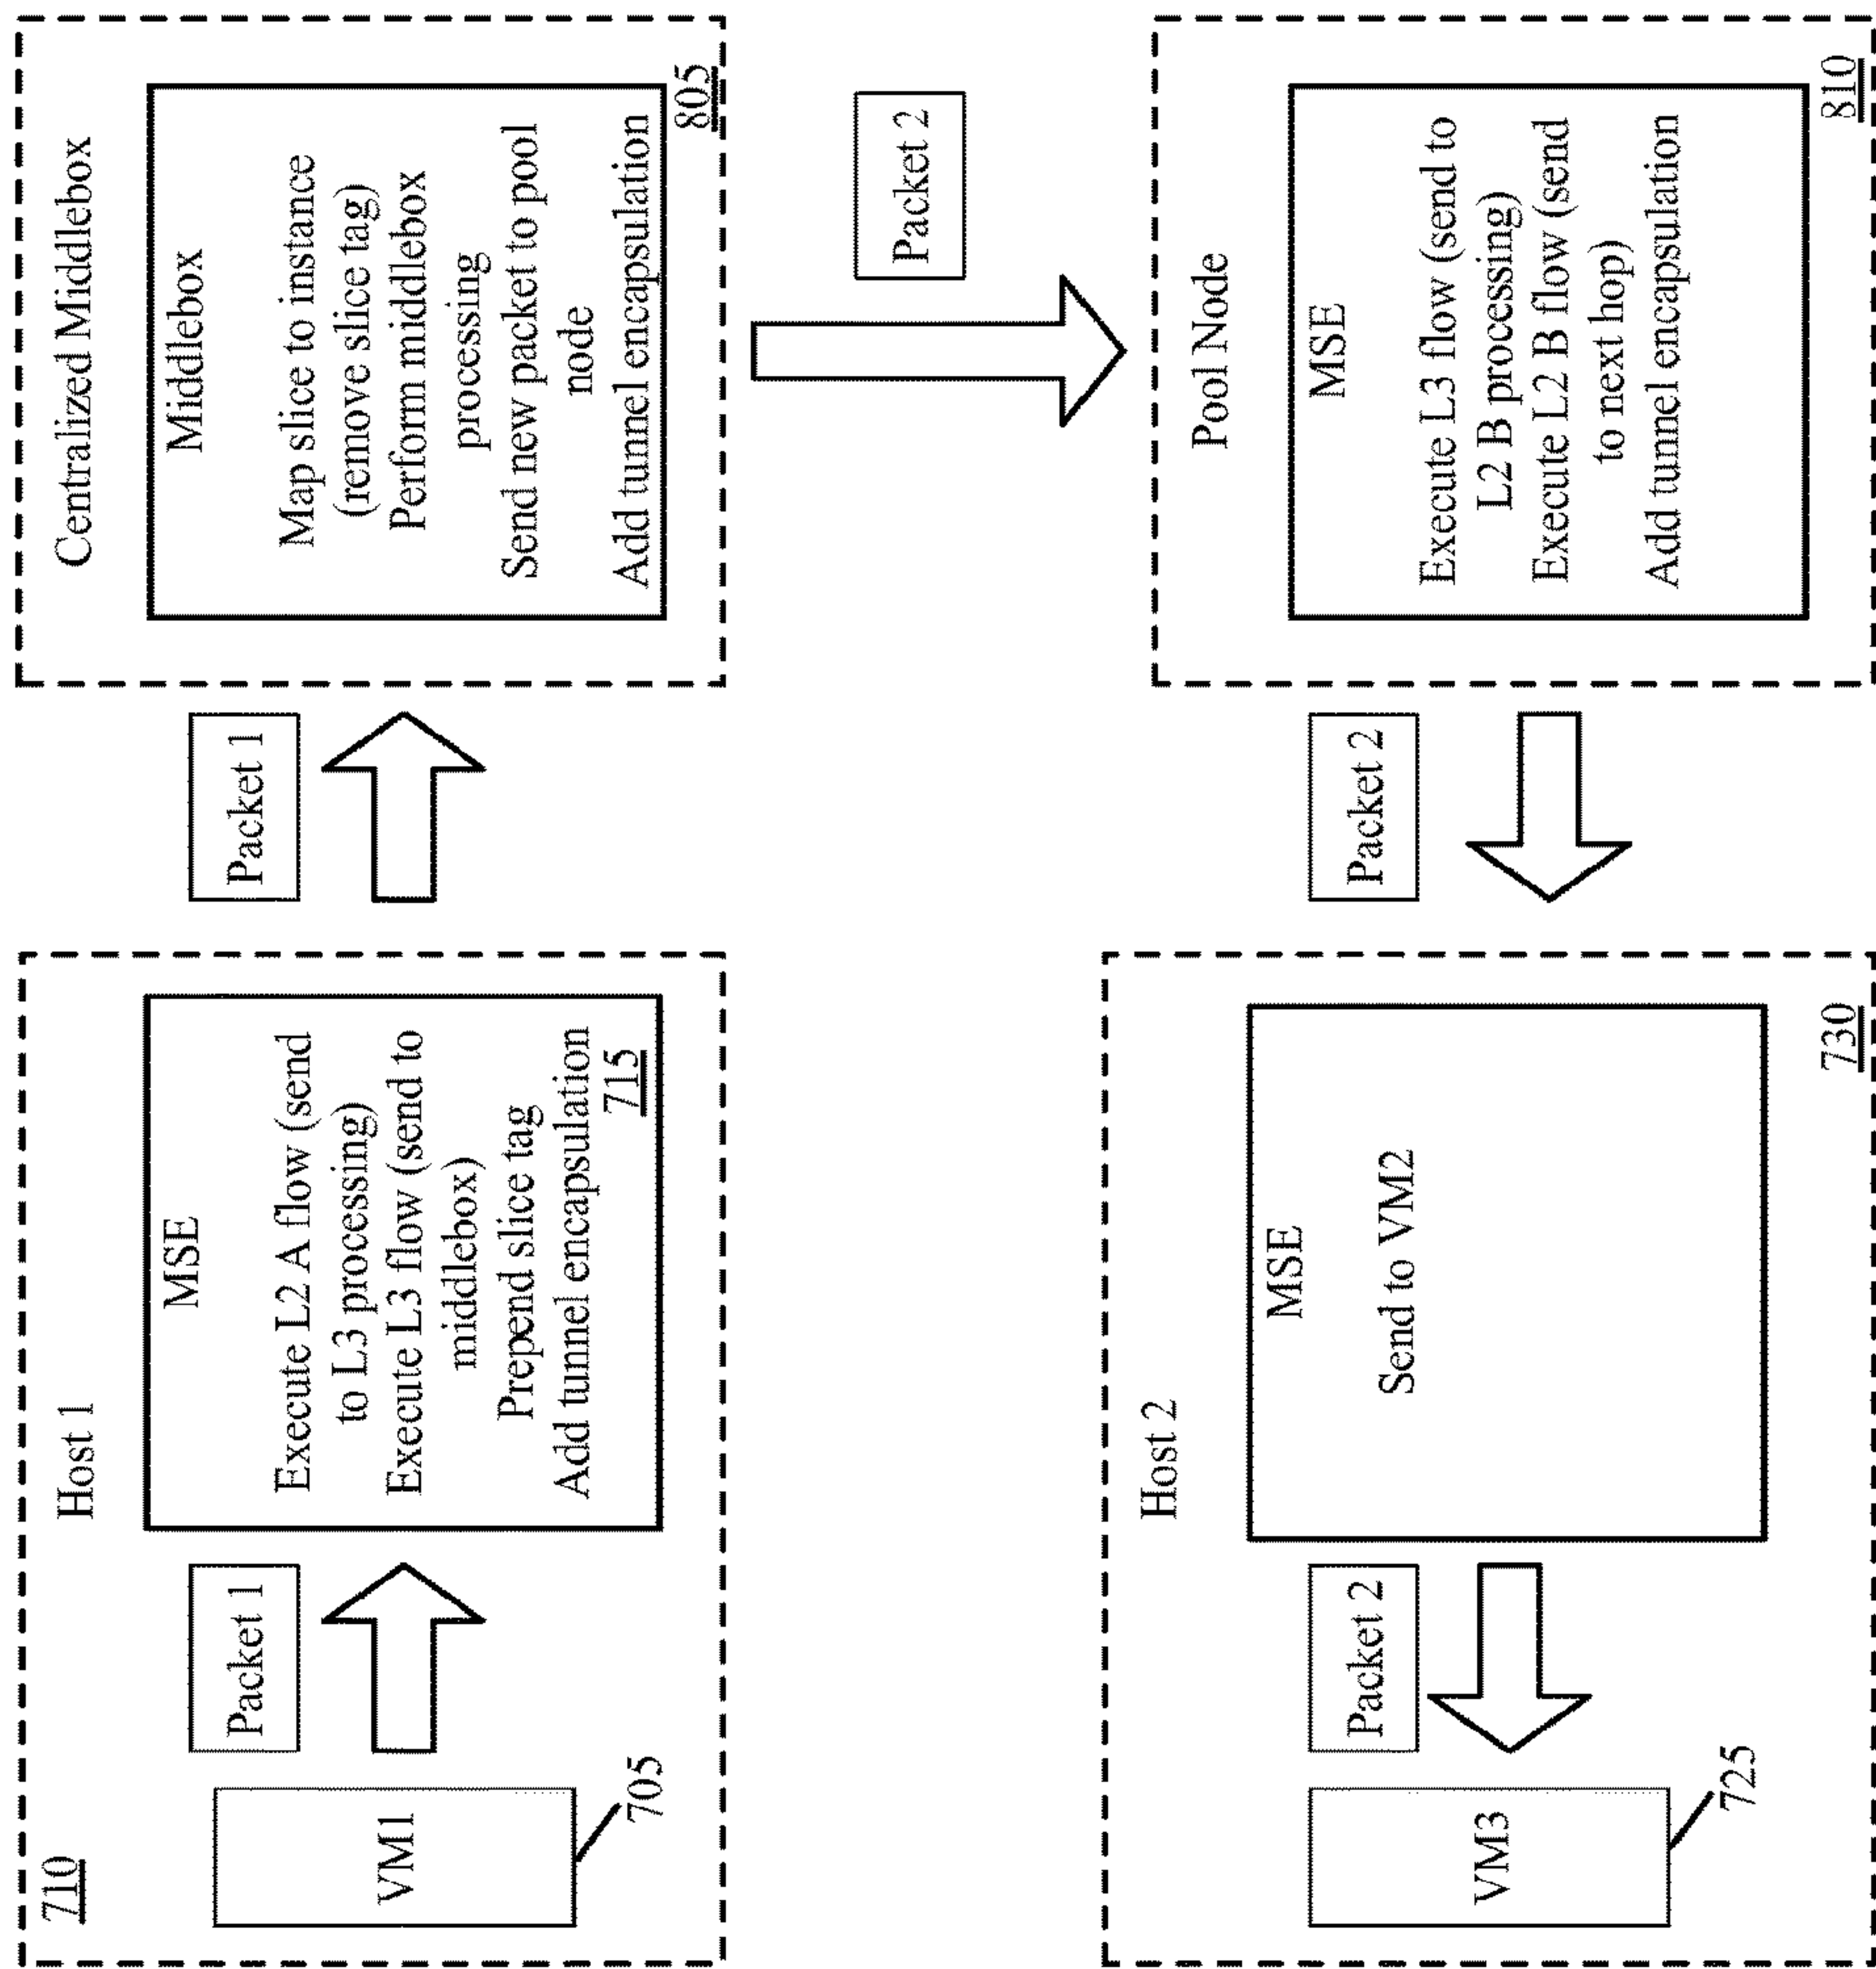 710
Host 1
VM1
705
Packet 1
MSE
Execute L2 A flow (send
to L3 processing)
Execute L3 flow (send to
middlebox)
Prepend slice tag
Add tunnel encapsulation
715
Packet 1
Centralized Middlebox
Middlebox
Map slice to instance
(remove slice tag)
Perform middlebox
processing
Send new packet to pool
node
Add tunnel encapsulation
805
Packet 2
Pool Node
MSE
Execute L3 flow (send to
L2 B processing)
Execute L2 B flow (send
to next hop)
Add tunnel encapsulation
810
Packet 2
Host 2
MSE
Send to VM2
730
Packet 2
VM3
725